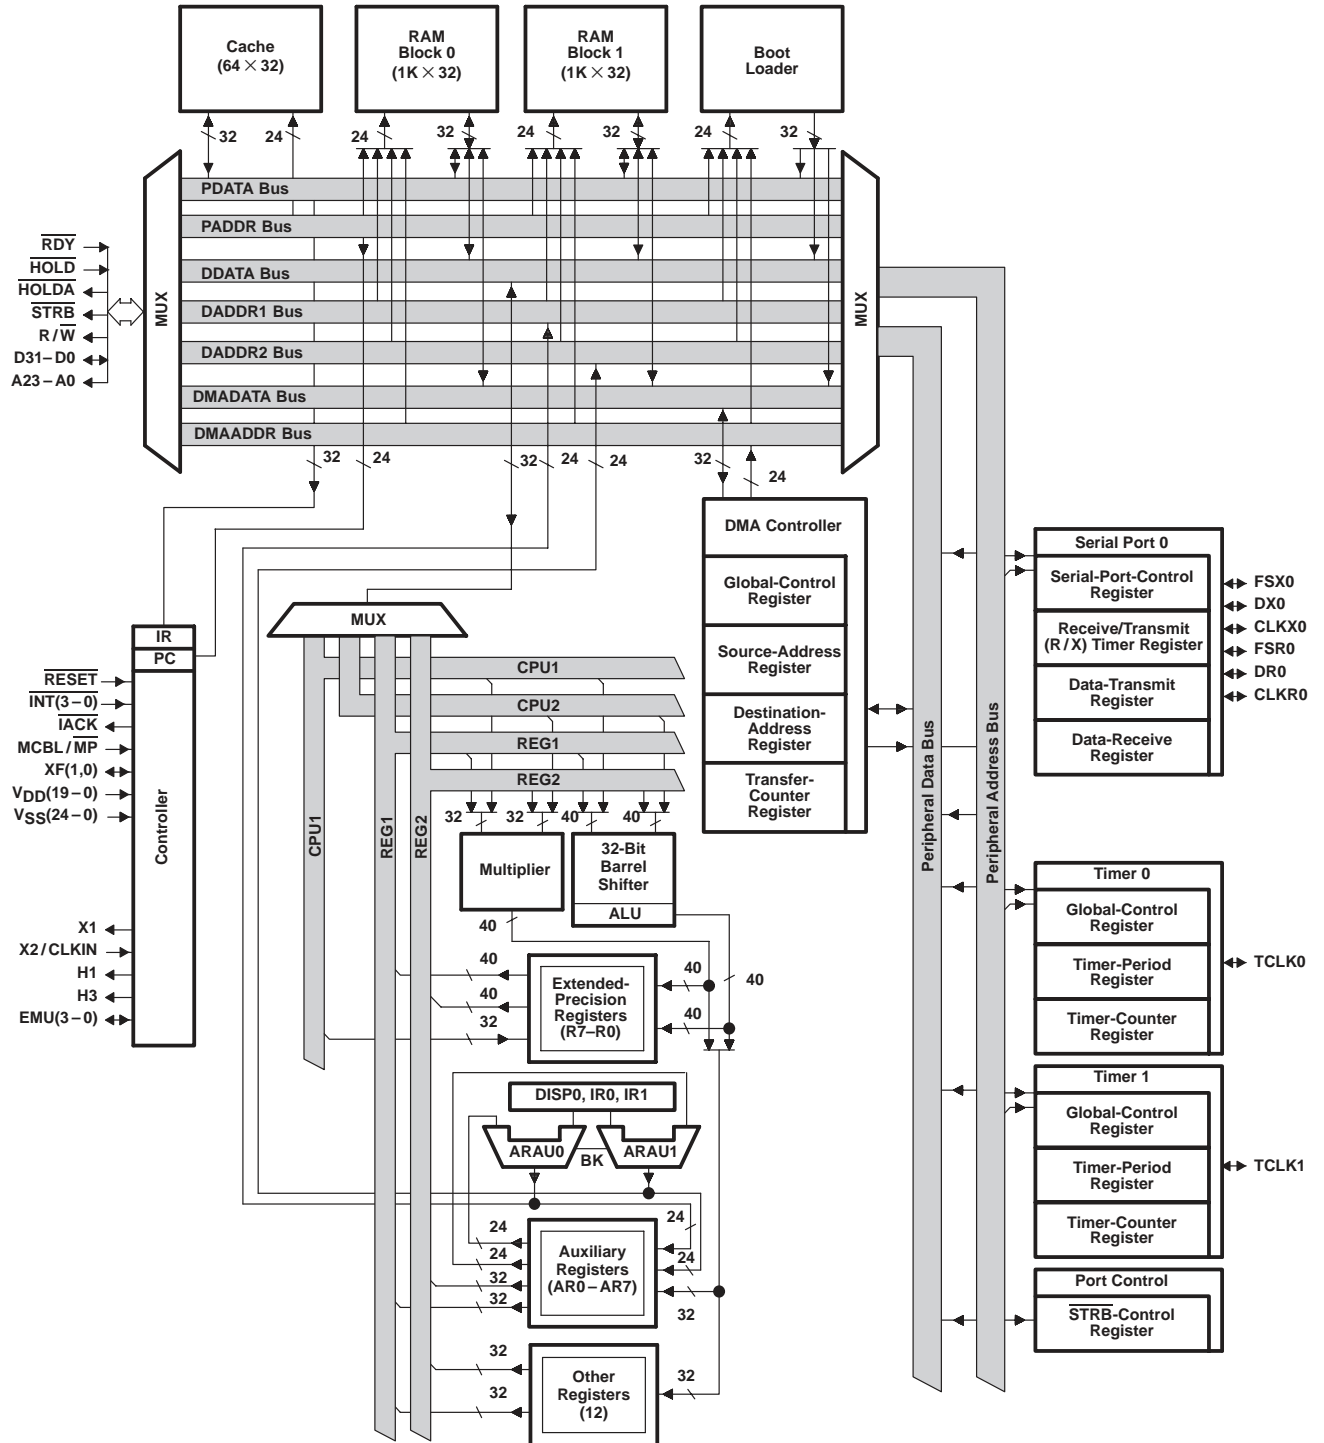 Cache
(64 × 32)
RAM
Block 0
(1K × 32)
RAM
Block 1
(1K × 32)
Boot
Loader
32
24
24
32
24
32
24
32
PDATA Bus
PADDR Bus
DDATA Bus
DADDR1 Bus
DADDR2 Bus
DMADATA Bus
DMAADDR Bus
MUX
MUX
RDY
HOLD
HOLDA
STRB
R/W
D31–D0
A23–A0
32
24
32
24
24
32
24
DMA Controller
Global-Control
Register
Source-Address
Register
Destination-
Address
Register
Transfer-
Counter
Register
Peripheral Data Bus
Peripheral Address Bus
Serial Port 0
Serial-Port-Control
Register
Receive/Transmit
(R/X) Timer Register
Data-Transmit
Register
Data-Receive
Register
FSX0
DX0
CLKX0
FSR0
DR0
CLKR0
IR
PC
Controller
RESET
INT(3–0)
IACK
MCBL/MP
XF(1,0)
VDD(19–0)
VSS(24–0)
X1
X2/CLKIN
H1
H3
EMU(3–0)
MUX
CPU1
CPU2
REG1
REG2
CPU1
REG1
REG2
32
32
40
40
Multiplier
32-Bit
Barrel
Shifter
ALU
40
40
40
32
40
40
40
Extended-
Precision
Registers
(R7–R0)
DISP0, IR0, IR1
ARAU0
BK
ARAU1
24
24
32
32
24
24
32
Auxiliary
Registers
(AR0–AR7)
32
32
32
Other
Registers
(12)
Timer 0
Global-Control
Register
Timer-Period
Register
Timer-Counter
Register
TCLK0
Timer 1
Global-Control
Register
Timer-Period
Register
Timer-Counter
Register
TCLK1
Port Control
STRB-Control
Register